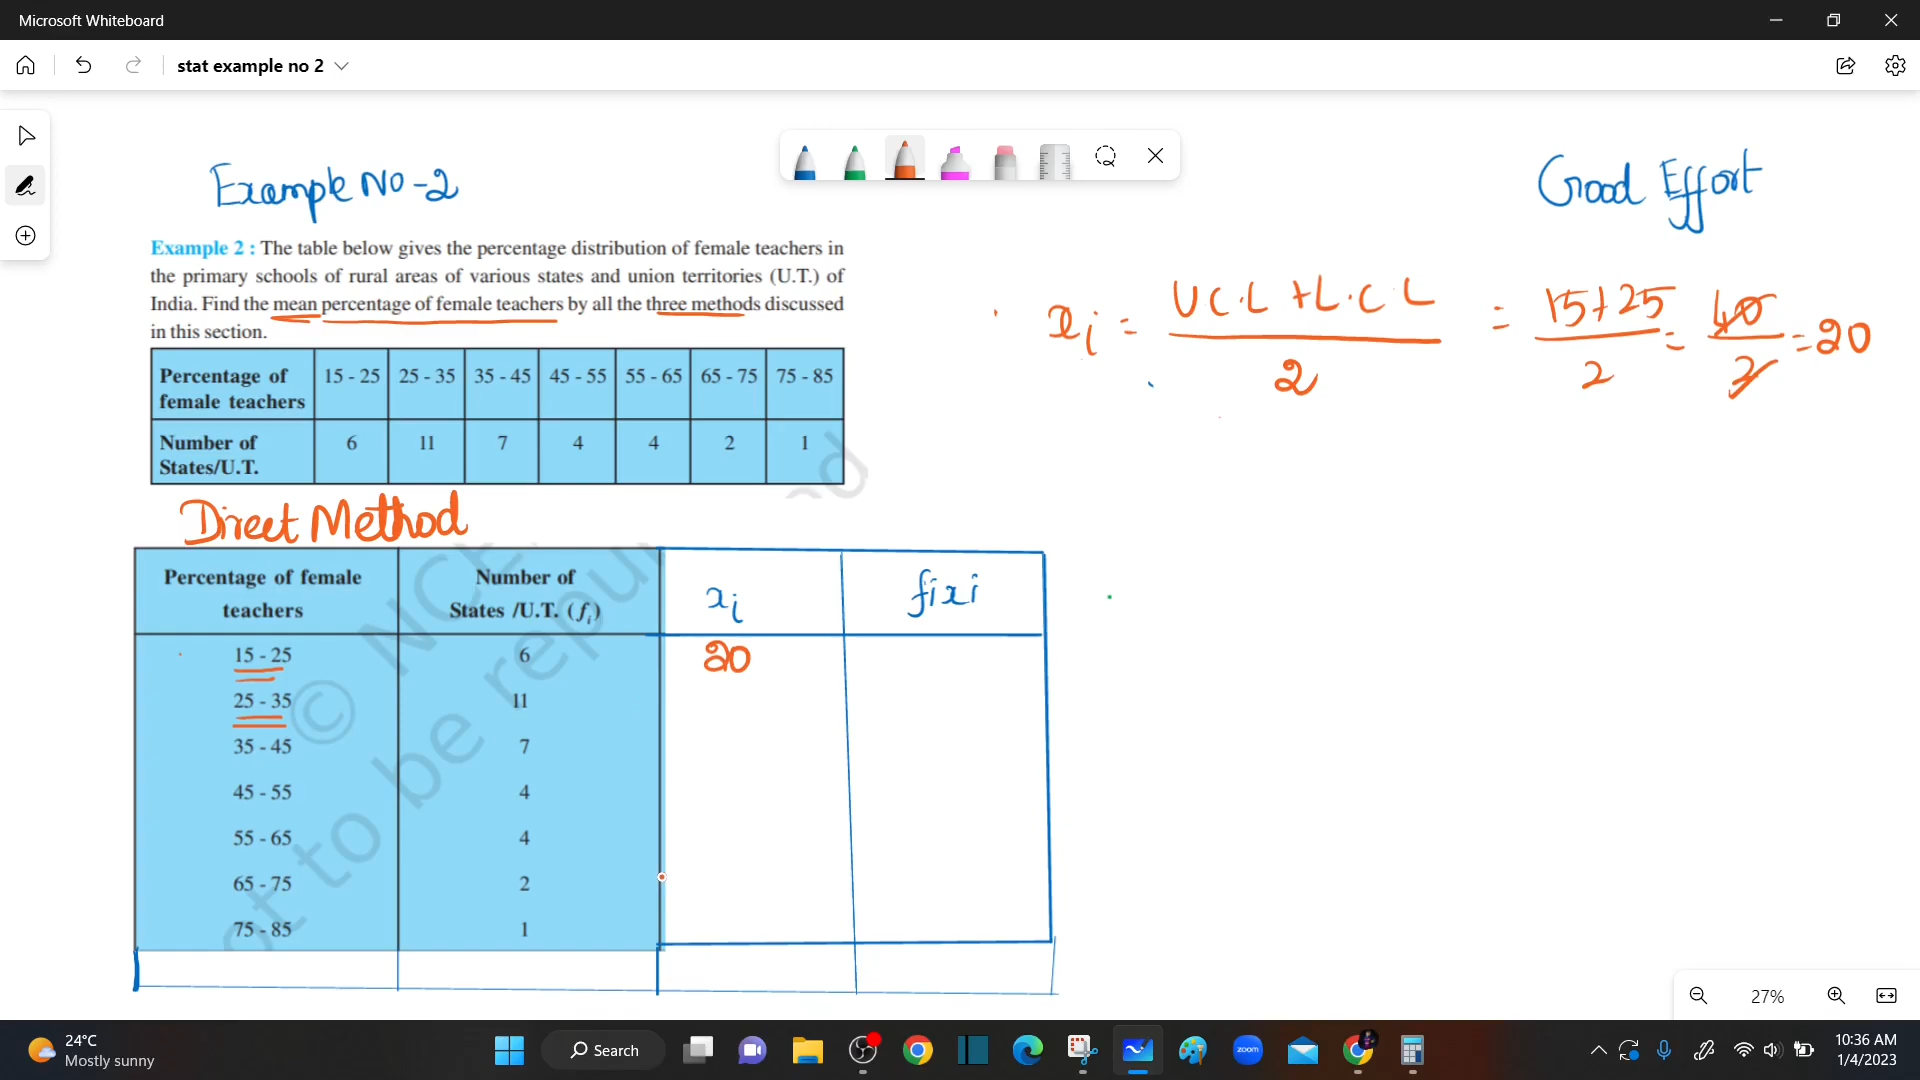 Microsoft Whiteboard
stat example no 2
Example NO -2
Good Effort
Example 2 : The table below gives the percentage distribution of female teachers in
the primary schools of rural areas of various states and union territories (U.T.) of
India. Find the mean percentage of female teachers by all the three methods discussed
in this section.
xi = UC.L +L.C.L / 2 = 15+25 / 2 = 40 / 2 = 20
Percentage of female teachers 15 - 25 25 - 35 35 - 45 45 - 55 55 - 65 65 - 75 75 - 85
Number of States/U.T. 6 11 7 4 4 2 1
Direct Method
Percentage of female teachers Number of States /U.T. (fi) xi fixi
15 - 25 6 20
25 - 35 11
35 - 45 7
45 - 55 4
55 - 65 4
65 - 75 2
75 - 85 1
© NCE
not to be repu
d
27%
24°C
Mostly sunny
Search
zoom
10:36 AM
1/4/2023